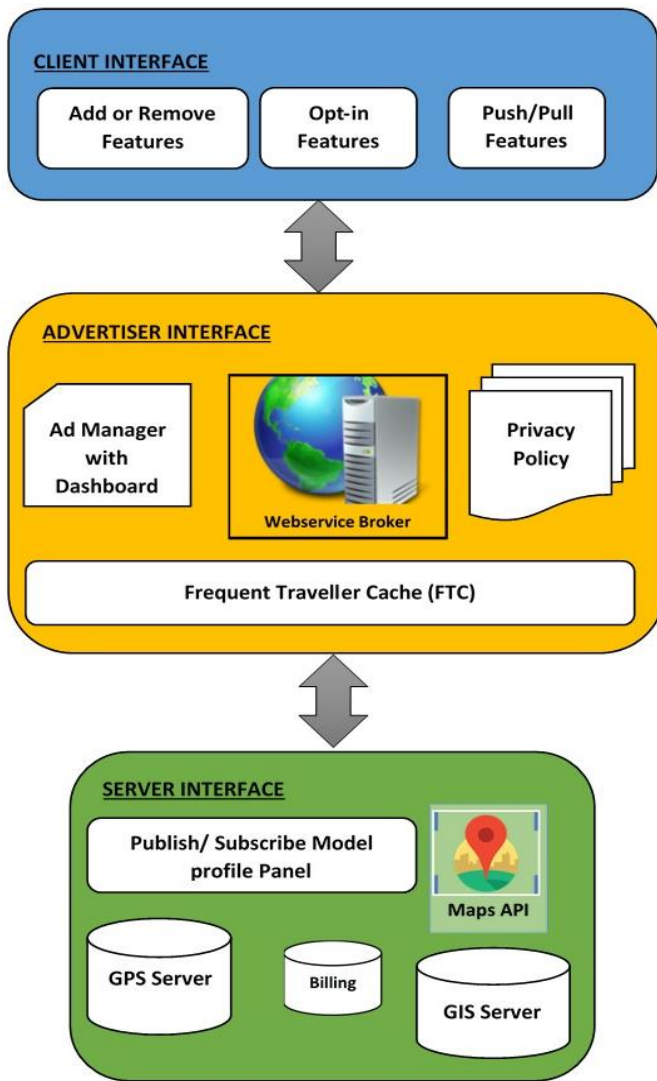 CLIENT INTERFACE
Add or Remove
Features
Opt-in
Features
Push/Pull
Features
ADVERTISER INTERFACE
Ad Manager
with
Dashboard
Webservice Broker
Privacy
Policy
Frequent Traveller Cache (FTC)
SERVER INTERFACE
Publish/ Subscribe Model
profile Panel
Maps API
GPS Server
Billing
GIS Server